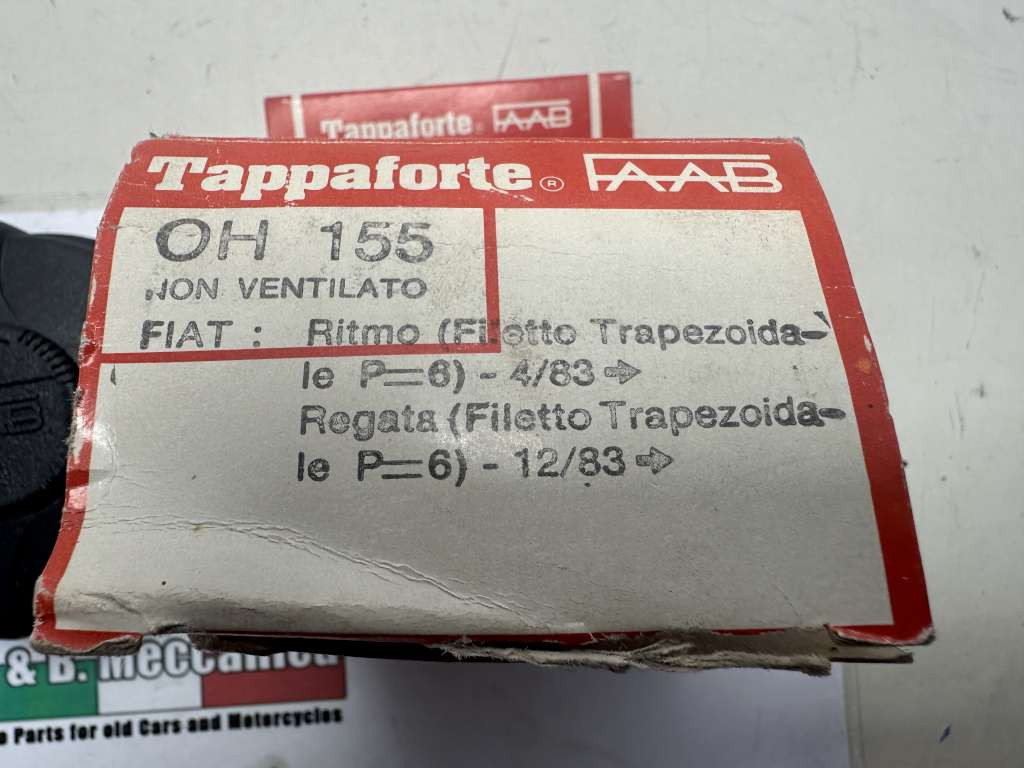 Tappaforte® FAAB
Tappaforte® FAAB
OH 155
NON VENTILATO
FIAT: Ritmo (Filetto Trapezoida-
le P=6) - 4/83→
Regata (Filetto Trapezoida-
le P=6) - 12/83→
& B. Meccanica
Parts for old Cars and Motorcycles